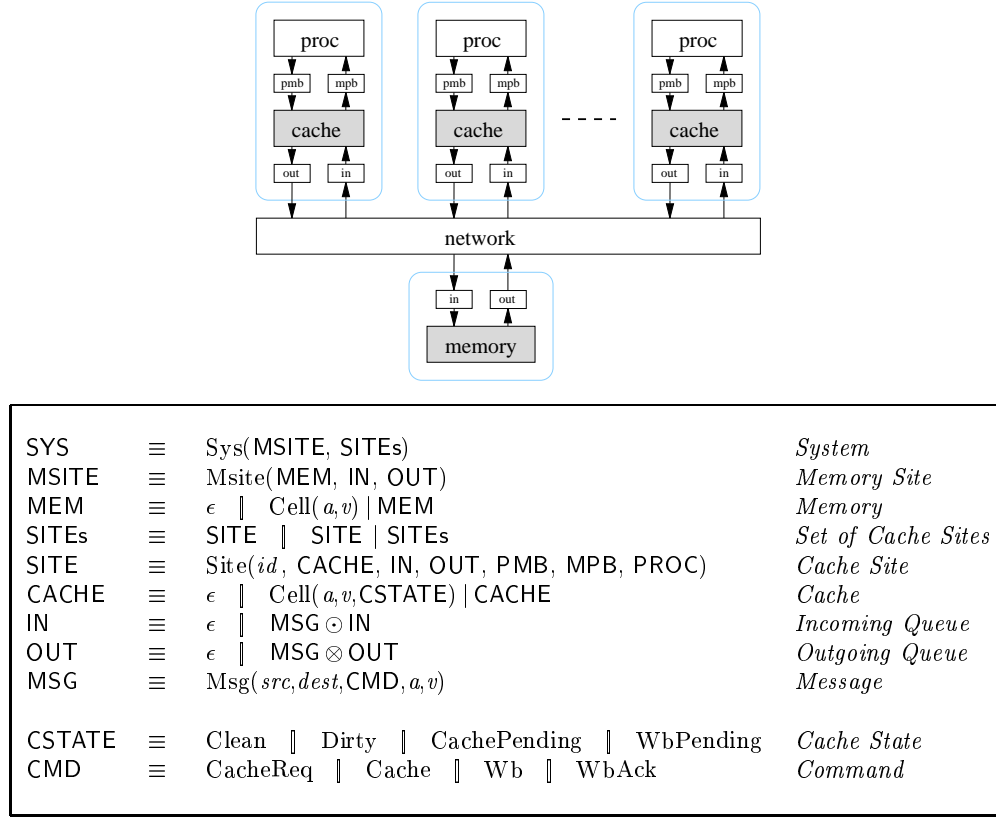 proc proc proc
pmb mpb pmb mpb pmb mpb
cache cache cache
out in out in out in
network
in out
memory
SYS ≡ Sys(MSITE, SITEs) System
MSITE ≡ Msite(MEM, IN, OUT) Memory Site
MEM ≡ ϵ ▯ Cell(a,v) | MEM Memory
SITEs ≡ SITE ▯ SITE | SITEs Set of Cache Sites
SITE ≡ Site(id, CACHE, IN, OUT, PMB, MPB, PROC) Cache Site
CACHE ≡ ϵ ▯ Cell(a,v,CSTATE) | CACHE Cache
IN ≡ ϵ ▯ MSG⊙IN Incoming Queue
OUT ≡ ϵ ▯ MSG⊗OUT Outgoing Queue
MSG ≡ Msg(src,dest,CMD,a,v) Message
CSTATE ≡ Clean ▯ Dirty ▯ CachePending ▯ WbPending Cache State
CMD ≡ CacheReq ▯ Cache ▯ Wb ▯ WbAck Command